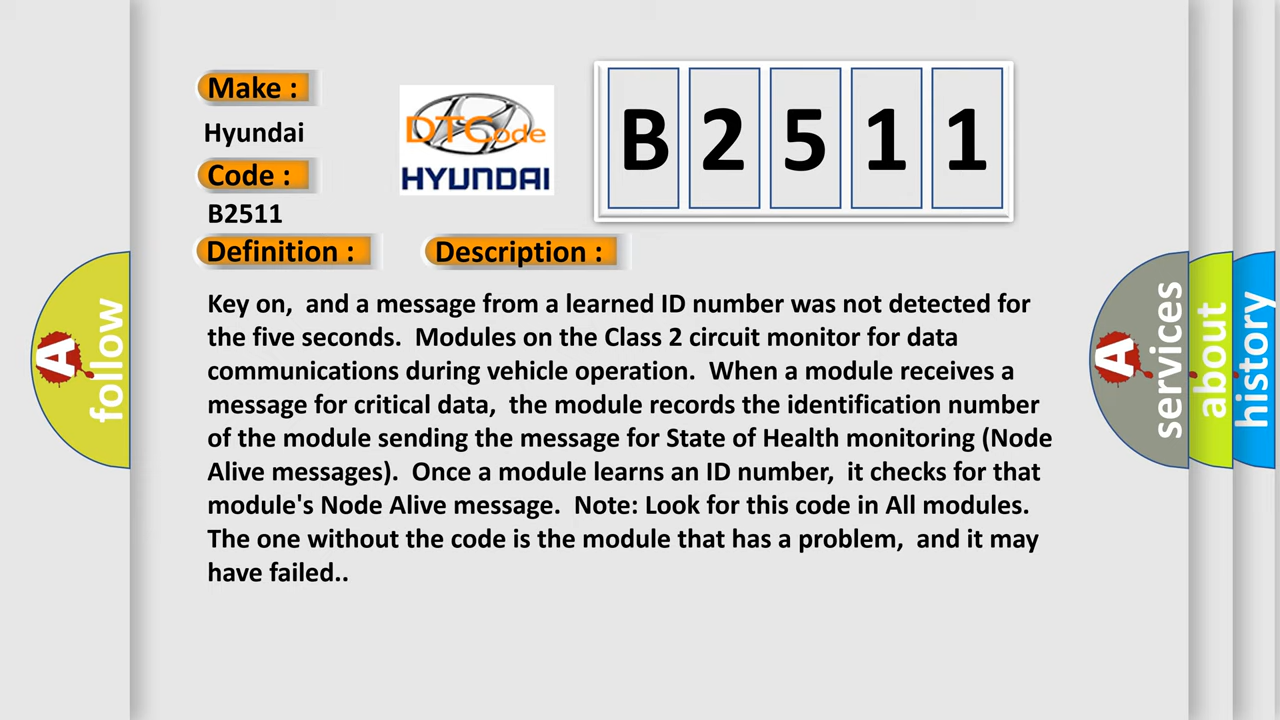 Make :
Hyundai
Code :
B2511
Definition :
Description :
DTCode
HYUNDAI
B 2 5 1 1
Key on,  and a message from a learned ID number was not detected for
the five seconds  Modules on the Class 2 circuit monitor for data
communications during vehicle operation  When a module receives a
message for critical data,  the module records the identification number
of the module sending the message for State of Health monitoring (Node
Alive messages)  Once a module learns an ID number,  it checks for that
module's Node Alive message.  Note: Look for this code in All modules.
The one without the code is the module that has a problem,  and it may
have failed..
A follow
A services
about
history